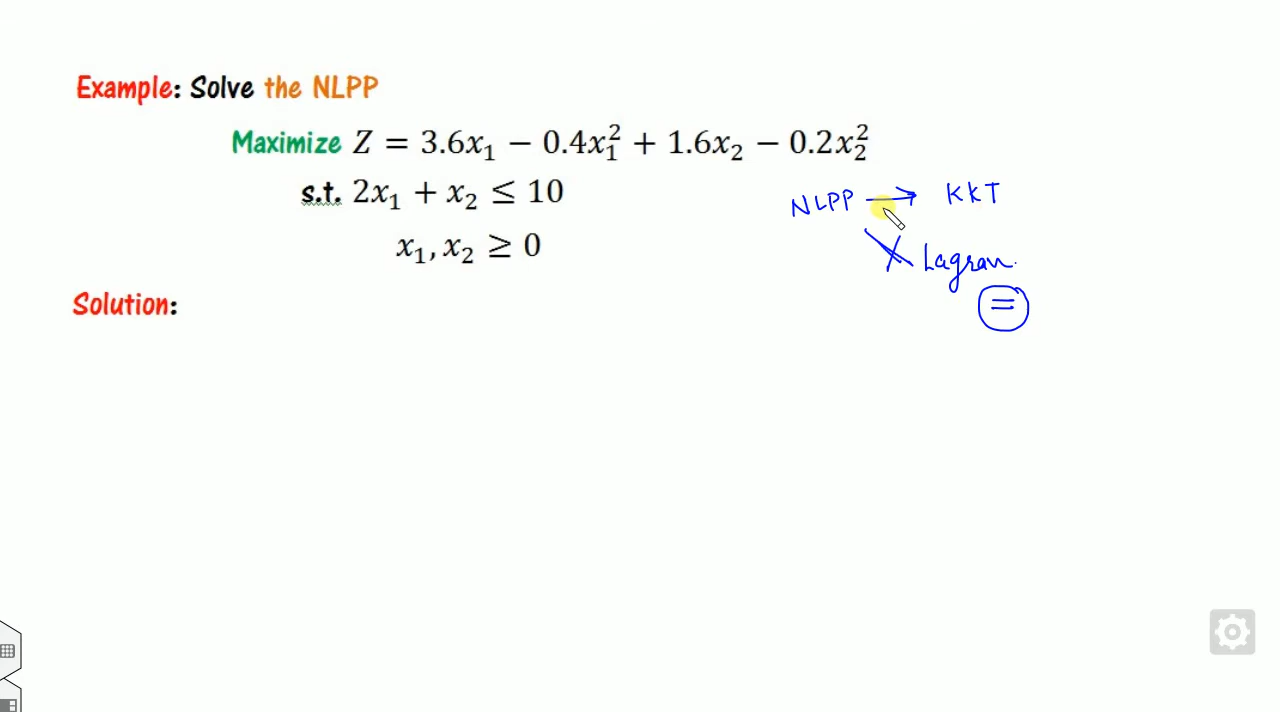 Example: Solve the NLPP
Maximize Z = 3.6x₁ − 0.4x₁² + 1.6x₂ − 0.2x₂²
s.t. 2x₁ + x₂ ≤ 10
x₁, x₂ ≥ 0
NLPP → KKT
Lagran.
=
Solution: